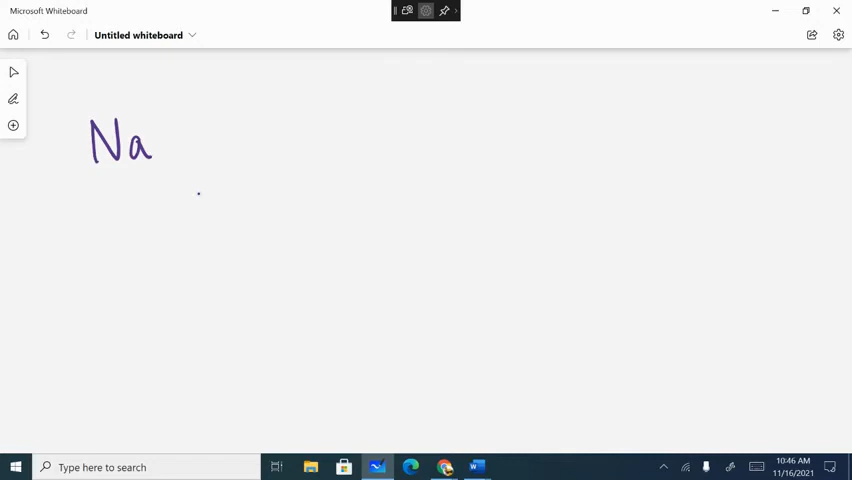 Microsoft Whiteboard
Untitled whiteboard
Na
Type here to search
10:46 AM
11/16/2021